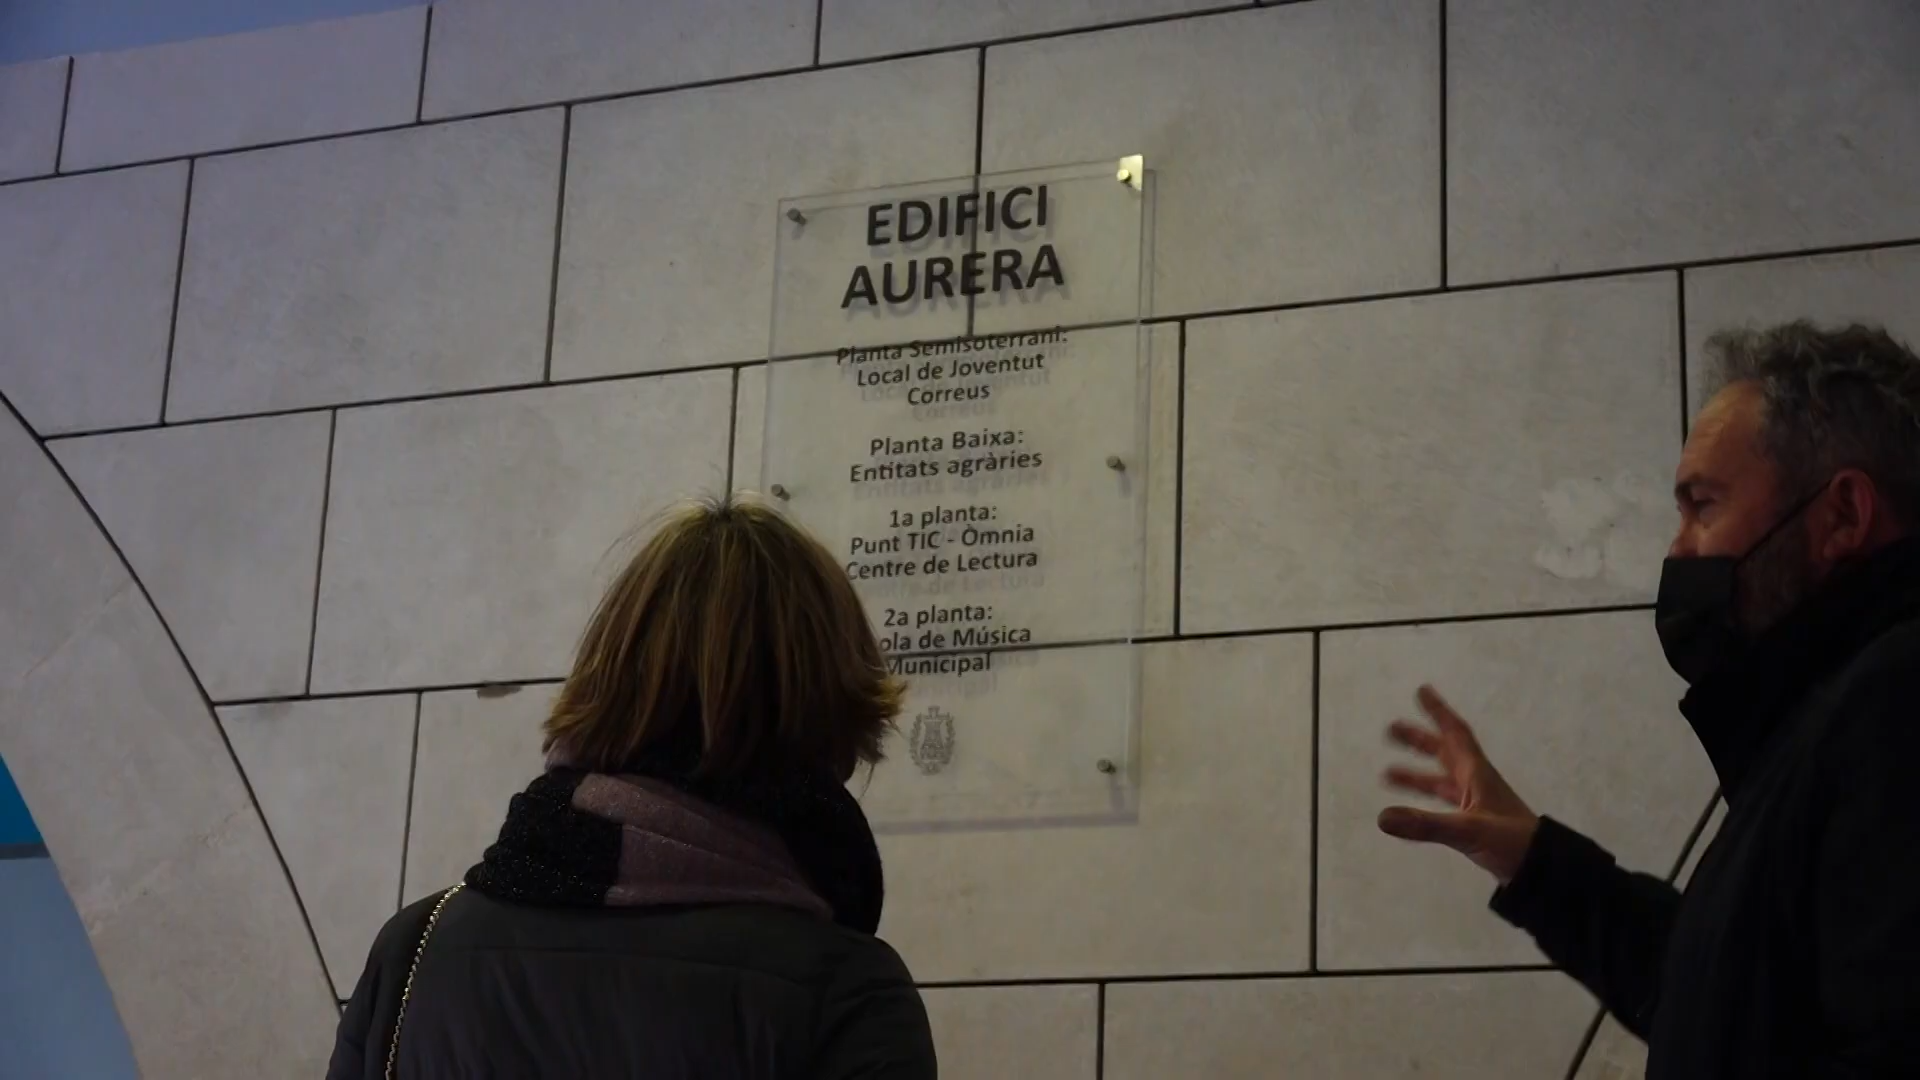 EDIFICI
AURERA
Planta Semisoterrani:
Local de Joventut
Correus
Planta Baixa:
Entitats agràries
1a planta:
Punt TIC - Òmnia
Centre de Lectura
2a planta:
de Música
Municipal